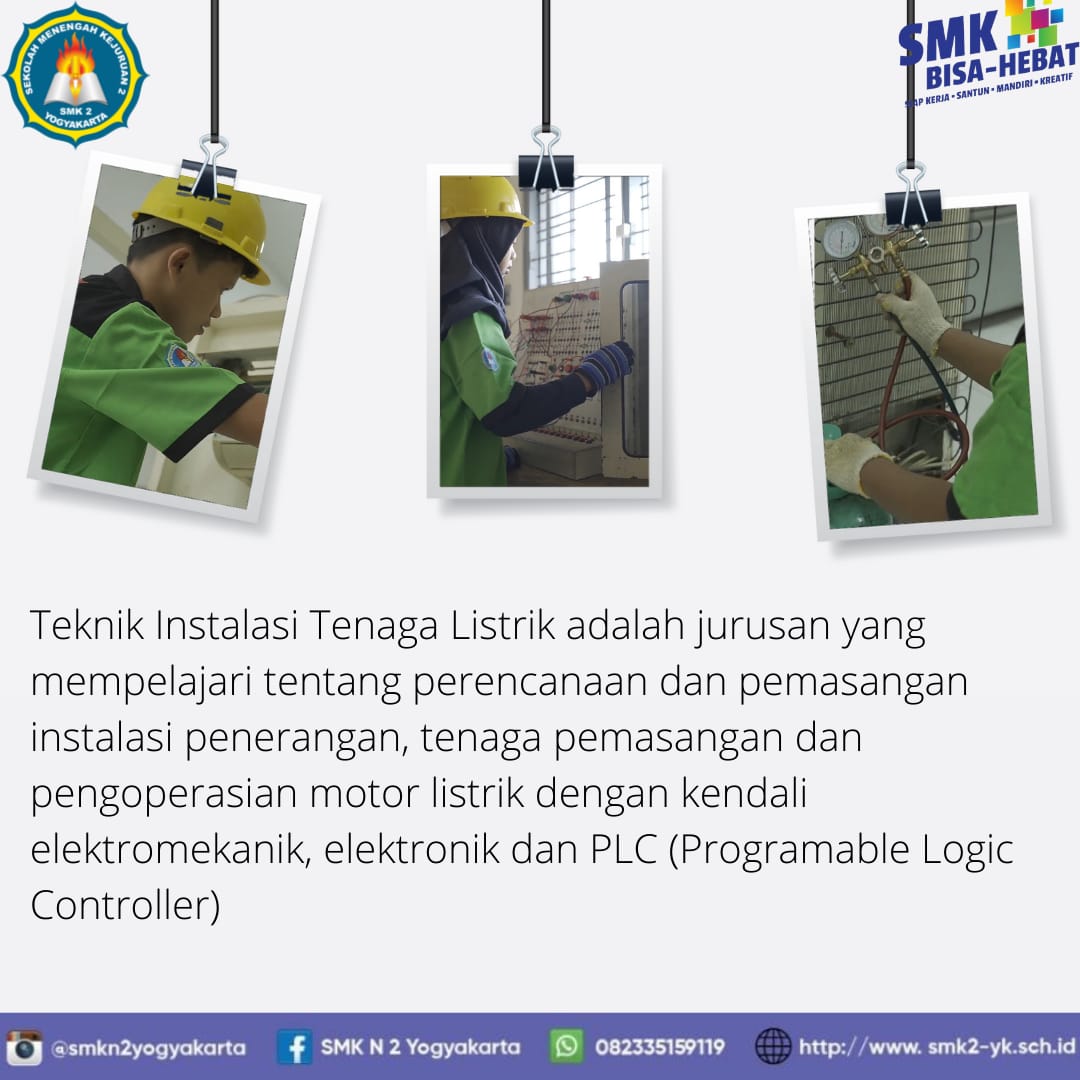 SEKOLAH MENENGAH KEJURUAN 2
SMK 2
YOGYAKARTA
SMK
BISA-HEBAT
SIAP KERJA • SANTUN • MANDIRI • KREATIF
Teknik Instalasi Tenaga Listrik adalah jurusan yang
mempelajari tentang perencanaan dan pemasangan
instalasi penerangan, tenaga pemasangan dan
pengoperasian motor listrik dengan kendali
elektromekanik, elektronik dan PLC (Programable Logic
Controller)
@smkn2yogyakarta
SMK N 2 Yogyakarta
082335159119
http://www. smk2-yk.sch.id